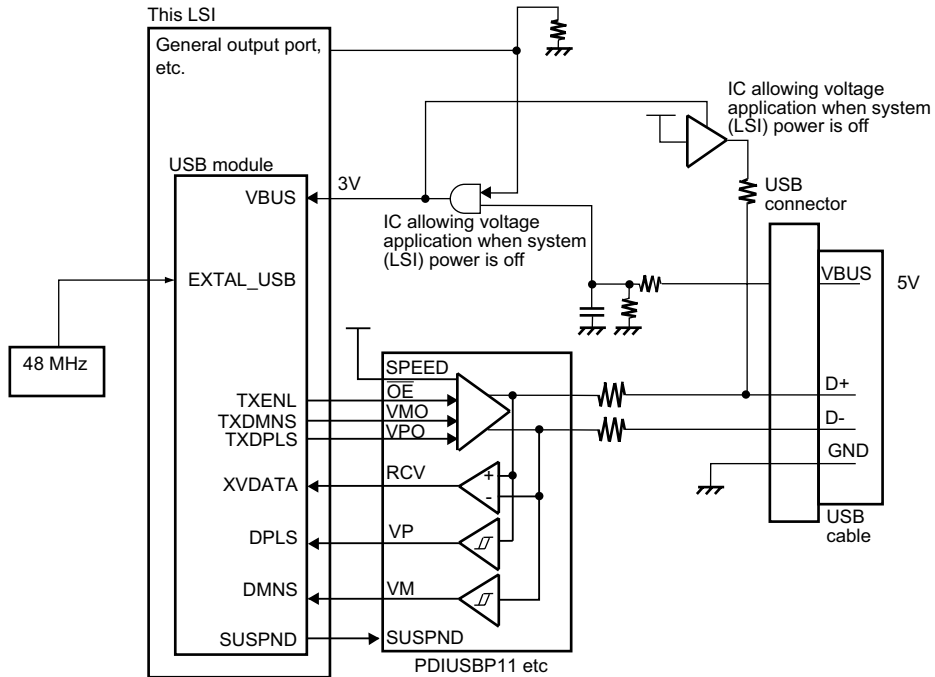 This LSI
General output port,
etc.
IC allowing voltage
application when system
(LSI) power is off
USB module
VBUS
3V
USB
connector
IC allowing voltage
application when system
(LSI) power is off
EXTAL_USB
VBUS
5V
48 MHz
SPEED
TXENL
OE
D+
TXDMNS
VMO
TXDPLS
VPO
D-
GND
XVDATA
RCV
+
-
DPLS
VP
USB
cable
DMNS
VM
SUSPND
SUSPND
PDIUSBP11 etc